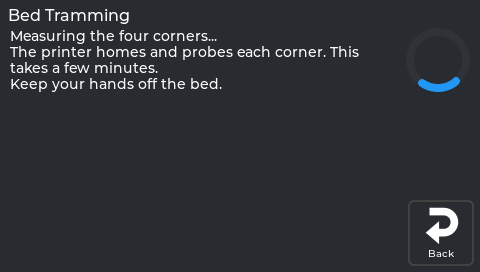 Bed Tramming
Measuring the four corners...
The printer homes and probes each corner. This
takes a few minutes.
Keep your hands off the bed.
Back